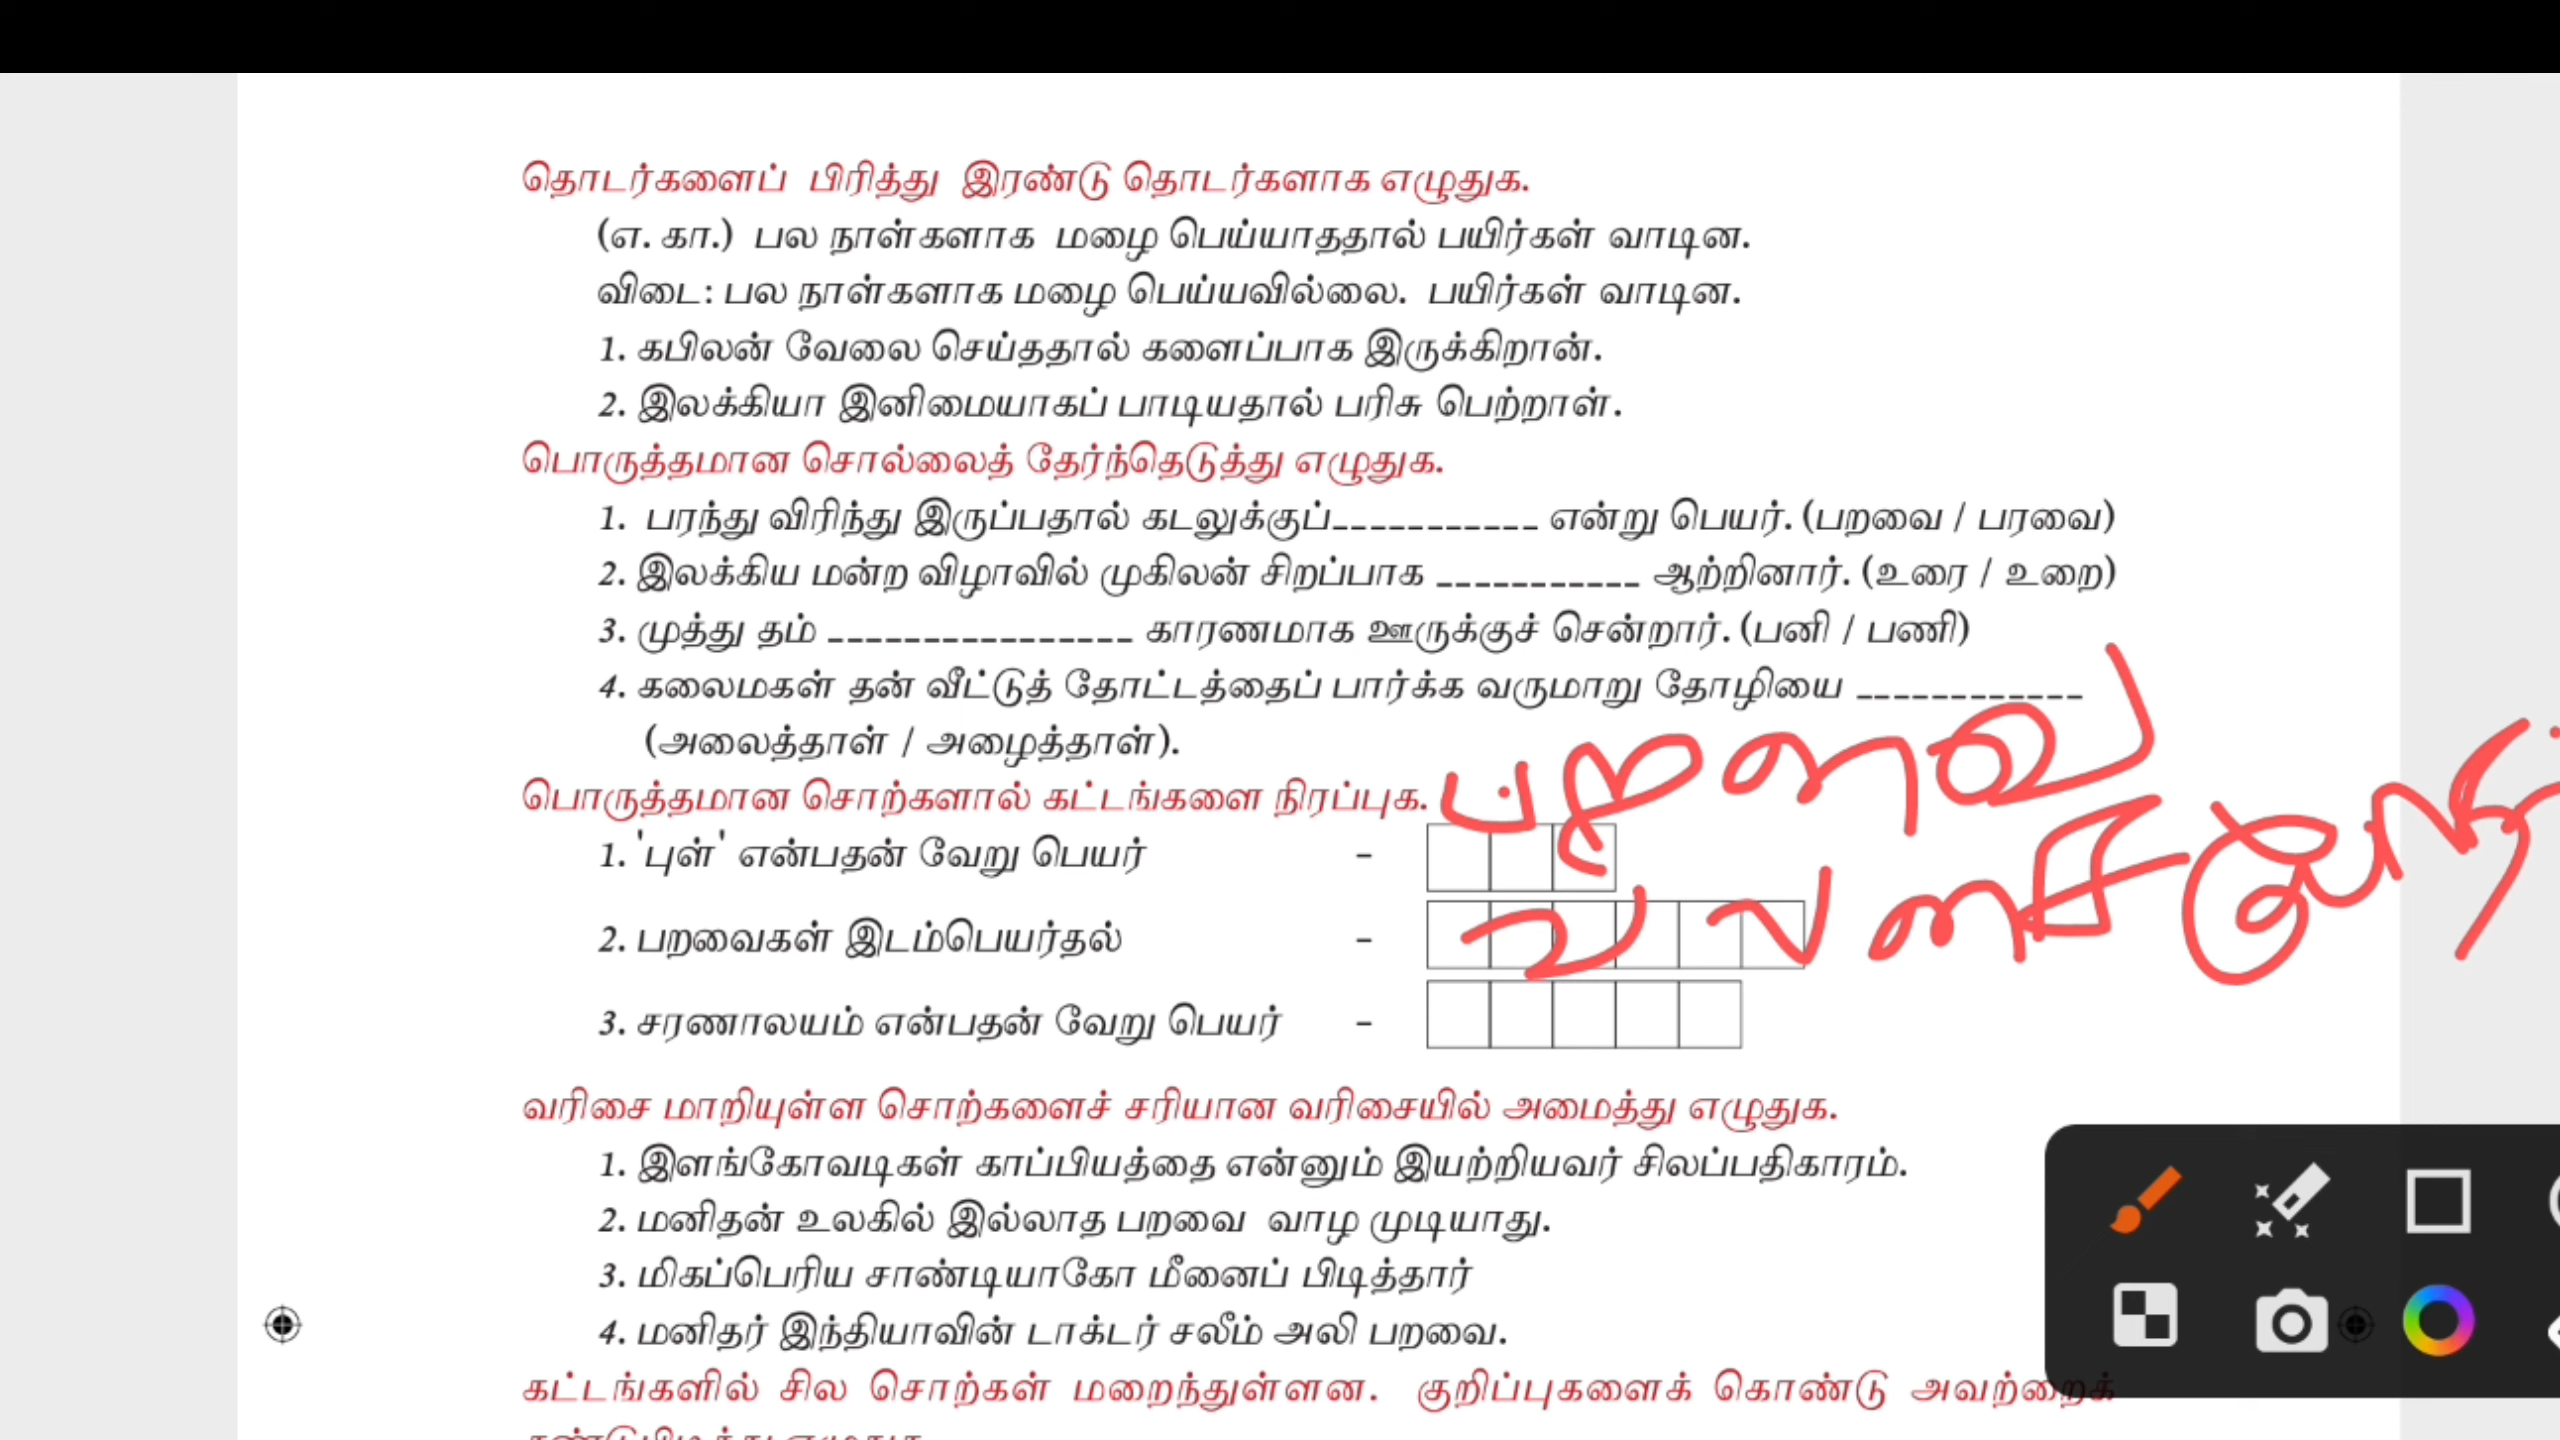 தொடர்களைப் பிரித்து இரண்டு தொடர்களாக எழுதுக.
(எ. கா.) பல நாள்களாக மழை பெய்யாததால் பயிர்கள் வாடின.
விடை: பல நாள்களாக மழை பெய்யவில்லை. பயிர்கள் வாடின.
1. கபிலன் வேலை செய்ததால் களைப்பாக இருக்கிறான்.
2. இலக்கியா இனிமையாகப் பாடியதால் பரிசு பெற்றாள்.
பொருத்தமான சொல்லைத் தேர்ந்தெடுத்து எழுதுக.
1. பரந்து விரிந்து இருப்பதால் கடலுக்குப்___________ என்று பெயர். (பறவை / பரவை)
2. இலக்கிய மன்ற விழாவில் முகிலன் சிறப்பாக ___________ ஆற்றினார். (உரை / உறை)
3. முத்து தம் ________________ காரணமாக ஊருக்குச் சென்றார். (பனி / பணி)
4. கலைமகள் தன் வீட்டுத் தோட்டத்தைப் பார்க்க வருமாறு தோழியை ____________
(அலைத்தாள் / அழைத்தாள்).
பொருத்தமான சொற்களால் கட்டங்களை நிரப்புக.
பறவை
1. 'புள்' என்பதன் வேறு பெயர் -
2. பறவைகள் இடம்பெயர்தல் - வலசை
3. சரணாலயம் என்பதன் வேறு பெயர் -
வரிசை மாறியுள்ள சொற்களைச் சரியான வரிசையில் அமைத்து எழுதுக.
1. இளங்கோவடிகள் காப்பியத்தை என்னும் இயற்றியவர் சிலப்பதிகாரம்.
2. மனிதன் உலகில் இல்லாத பறவை வாழ முடியாது.
3. மிகப்பெரிய சாண்டியாகோ மீனைப் பிடித்தார்
4. மனிதர் இந்தியாவின் டாக்டர் சலீம் அலி பறவை.
கட்டங்களில் சில சொற்கள் மறைந்துள்ளன. குறிப்புகளைக் கொண்டு அவற்றைக்